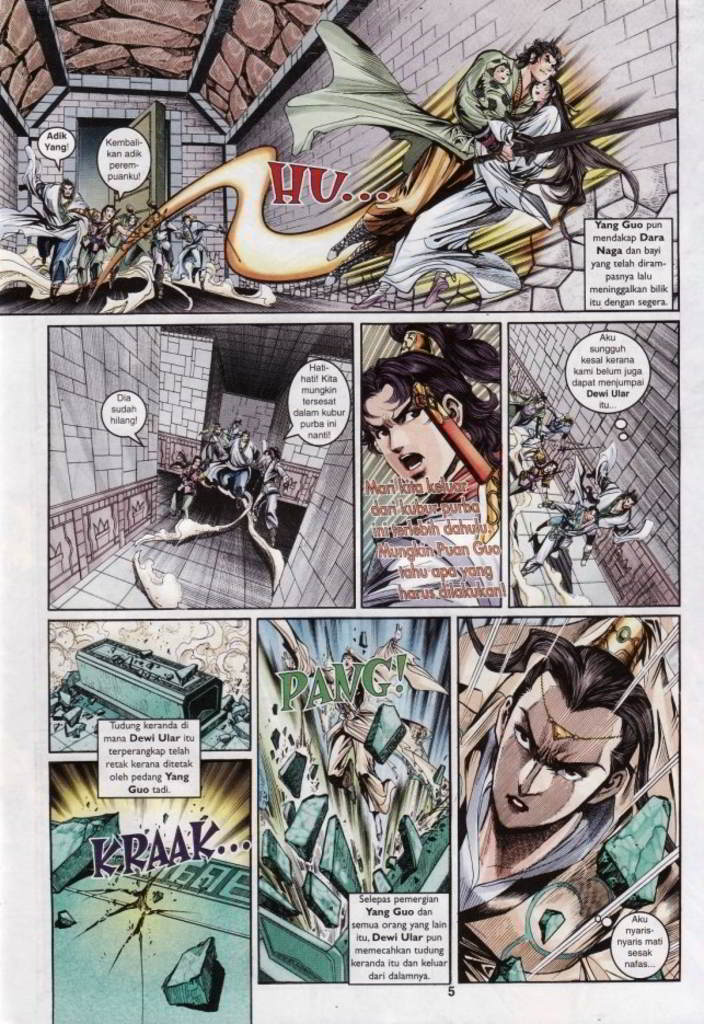 Adik
Yang!
Kembali-
kan adik
perem-
puanku!
HU...
Yang Guo pun
mendakap Dara
Naga dan bayi
yang telah diram-
pasnya lalu
meninggalkan bilik
itu dengan segera.
Dia
sudah
hilang!
Hati-
hati! Kita
mungkin
tersesat
dalam kubur
purba ini
nanti!
Mari kita keluar
dari kubur purba
ini terlebih dahulu.
Mungkin Puan Guo
tahu apa yang
harus dilakukan!
Aku
sungguh
kesal kerana
kami belum juga
dapat menjumpai
Dewi Ular
itu...
Tudung keranda di
mana Dewi Ular itu
terperangkap telah
retak kerana ditetak
oleh pedang Yang
Guo tadi.
KRAAK...
PANG!
Selepas pemergian
Yang Guo dan
semua orang yang lain
itu, Dewi Ular pun
memecahkan tudung
keranda itu dan keluar
dari dalamnya.
Aku
nyaris-
nyaris mati
sesak
nafas...
5